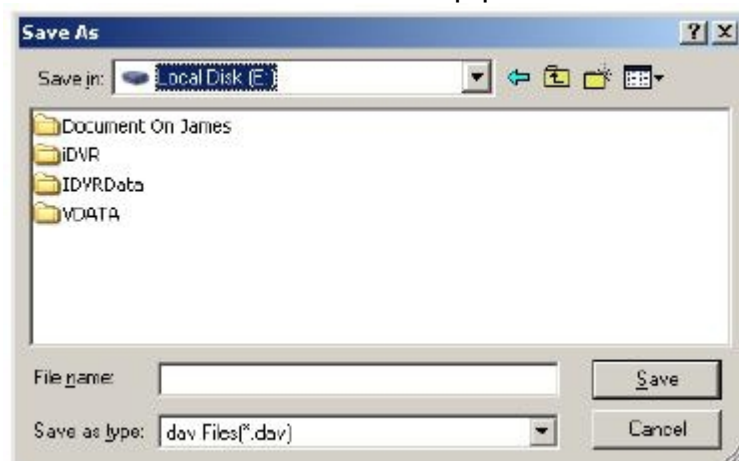 Save As
Save in: Local Disk (E:)
Document On James
iDVR
IDVRData
VDATA
File name:
Save
Save as type: dav Files(*.dav)
Cancel